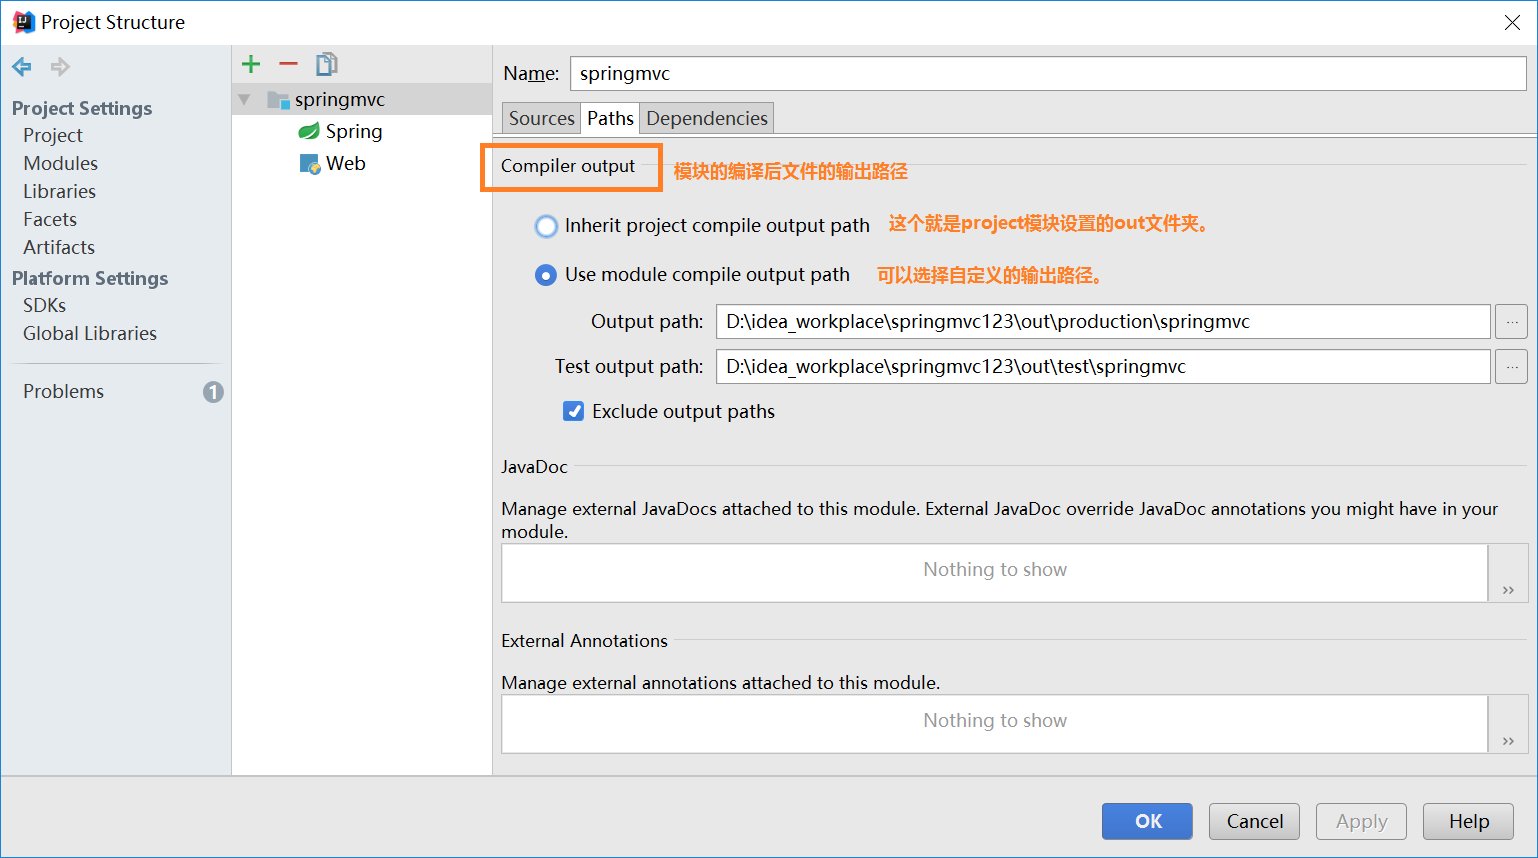 Project Structure
Project Settings
Project
Modules
Libraries
Facets
Artifacts
Platform Settings
SDKs
Global Libraries
Problems 1
springmvc
Spring
Web
Name: springmvc
Sources Paths Dependencies
Compiler output 模块的编译后文件的输出路径
Inherit project compile output path 这个就是project模块设置的out文件夹。
Use module compile output path 可以选择自定义的输出路径。
Output path: D:\idea_workplace\springmvc123\out\production\springmvc ...
Test output path: D:\idea_workplace\springmvc123\out\test\springmvc ...
Exclude output paths
JavaDoc
Manage external JavaDocs attached to this module. External JavaDoc override JavaDoc annotations you might have in your
module.
Nothing to show
»
External Annotations
Manage external annotations attached to this module.
Nothing to show
»
OK Cancel Apply Help